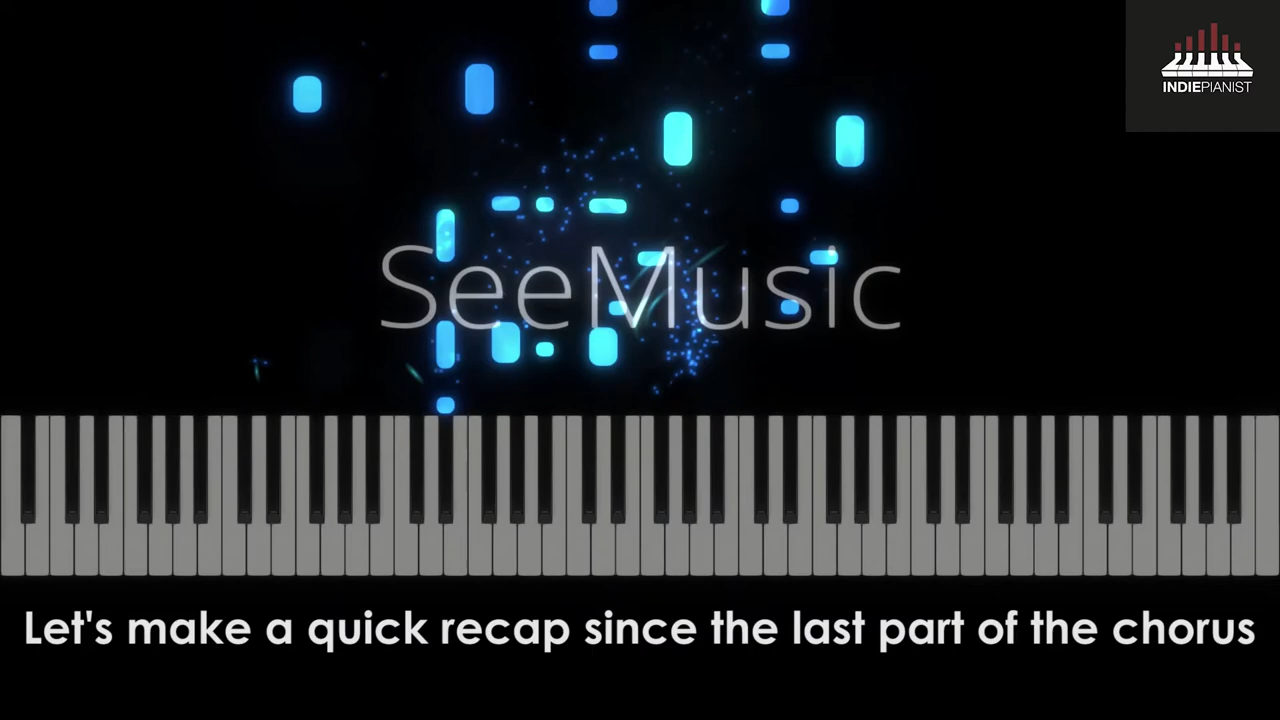 INDIEPIANIST
SeeMusic
Let's make a quick recap since the last part of the chorus